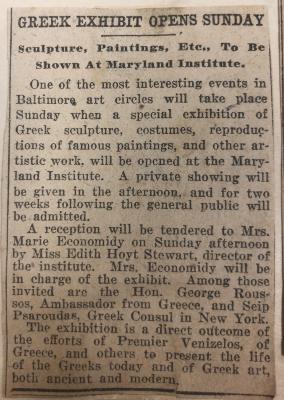 GREEK EXHIBIT OPENS SUNDAY
Sculpture, Paintings, Etc., To Be
Shown At Maryland Institute.
One of the most interesting events in
Baltimore art circles will take place
Sunday when a special exhibition of
Greek sculpture, costumes, reproduc-
tions of famous paintings, and other ar-
tistic work, will be opened at the Mary-
land Institute. A private showing will
be given in the afternoon, and for two
weeks following the general public will
be admitted.
A reception will be tendered to Mrs.
Marie Economidy on Sunday afternoon
by Miss Edith Hoyt Stewart, director of
the institute. Mrs. Economidy will be
in charge of the exhibit. Among those
invited are the Hon. George Rous-
sos, Ambassador from Greece, and Seip
Psaroudas, Greek Consul in New York.
The exhibition is a direct outcome of
the efforts of Premier Venizelos, of
Greece, and others to present the life
of the Greeks today and of Greek art,
both ancient and modern.